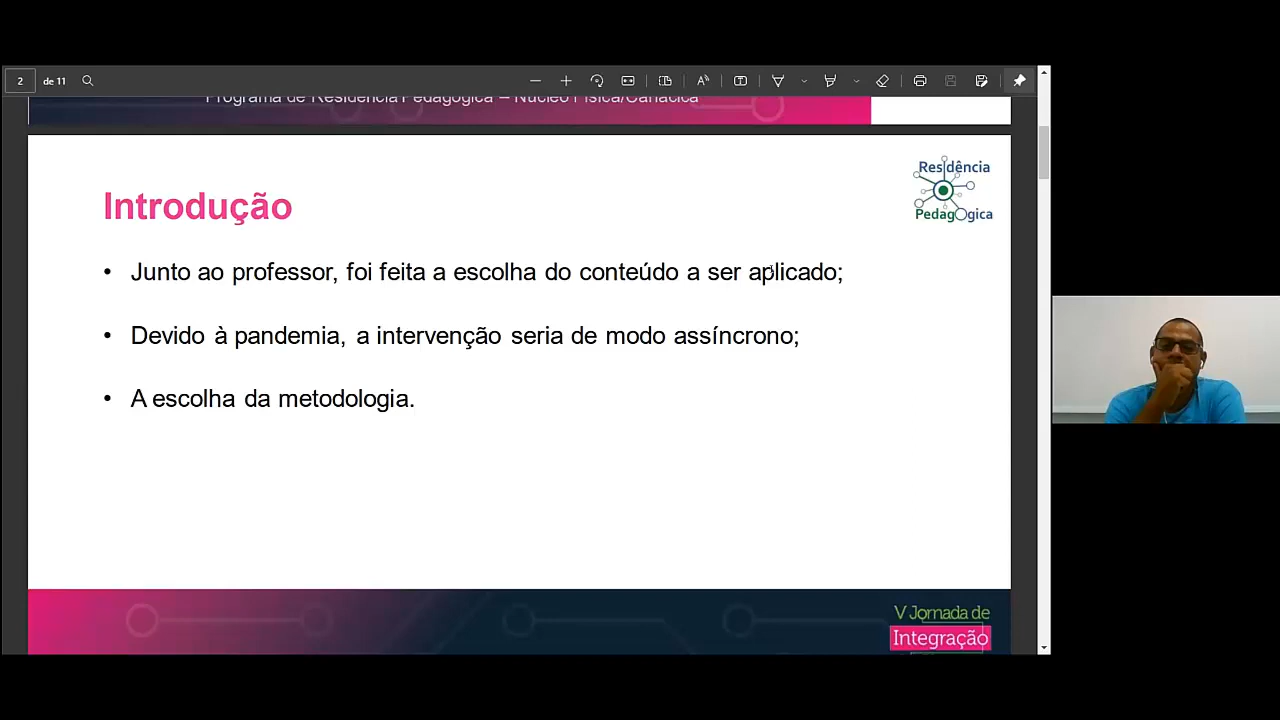 2 de 11
Programa de Residência Pedagógica – Núcleo Física/Cariacica
Residência
Pedagógica
Introdução
• Junto ao professor, foi feita a escolha do conteúdo a ser aplicado;
• Devido à pandemia, a intervenção seria de modo assíncrono;
• A escolha da metodologia.
V Jornada de
Integração